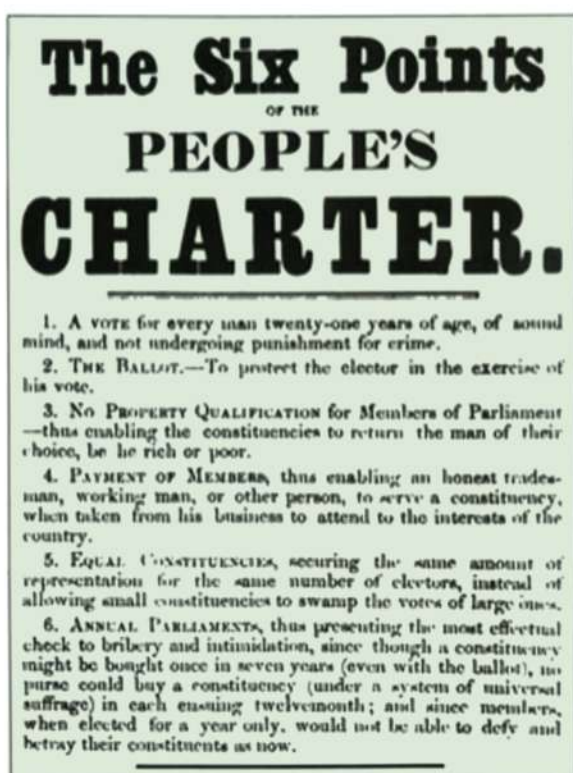 The Six Points
OF THE
PEOPLE'S
CHARTER.
1. A VOTE for every man twenty-one years of age, of sound
mind, and not undergoing punishment for crime.
2. THE BALLOT.—To protect the elector in the exercise of
his vote.
3. NO PROPERTY QUALIFICATION for Members of Parliament
—thus enabling the constituencies to return the man of their
choice, be he rich or poor.
4. PAYMENT OF MEMBERS, thus enabling an honest trades-
man, working man, or other person, to serve a constituency,
when taken from his business to attend to the interests of the
country.
5. EQUAL CONSTITUENCIES, securing the same amount of
representation for the same number of electors, instead of
allowing small constituencies to swamp the votes of large ones.
6. ANNUAL PARLIAMENTS, thus presenting the most effectual
check to bribery and intimidation, since though a constituency
might be bought once in seven years (even with the ballot), no
purse could buy a constituency (under a system of universal
suffrage) in each ensuing twelvemonth; and since members,
when elected for a year only, would not be able to defy and
betray their constituents as now.